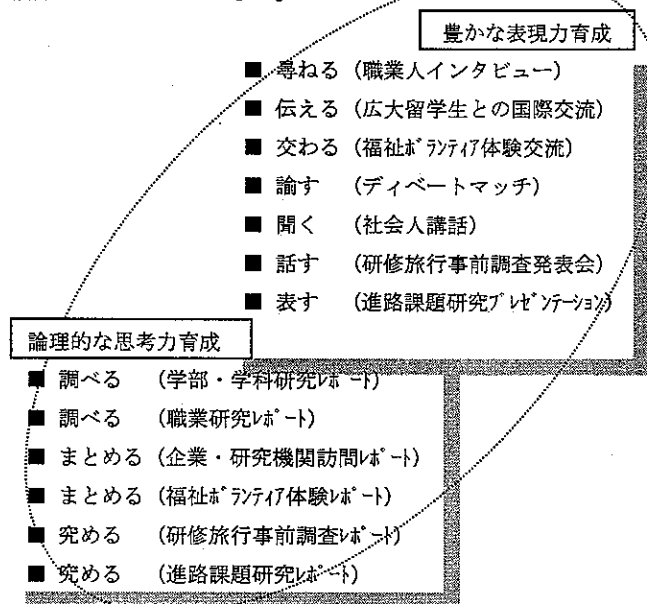 豊かな表現力育成
■ 尋ねる（職業人インタビュー）
■ 伝える（広大留学生との国際交流）
■ 交わる（福祉ﾎﾞﾗﾝﾃｨｱ体験交流）
■ 論す　（ディベートマッチ）
■ 聞く　（社会人講話）
■ 話す　（研修旅行事前調査発表会）
■ 表す　（進路課題研究ﾌﾟﾚｾﾞﾝﾃｰｼｮﾝ）
論理的な思考力育成
■ 調べる　（学部・学科研究ﾚﾎﾟｰﾄ）
■ 調べる　（職業研究ﾚﾎﾟｰﾄ）
■ まとめる（企業・研究機関訪問ﾚﾎﾟｰﾄ）
■ まとめる（福祉ﾎﾞﾗﾝﾃｨｱ体験ﾚﾎﾟｰﾄ）
■ 究める　（研修旅行事前調査ﾚﾎﾟｰﾄ）
■ 究める　（進路課題研究ﾚﾎﾟｰﾄ）